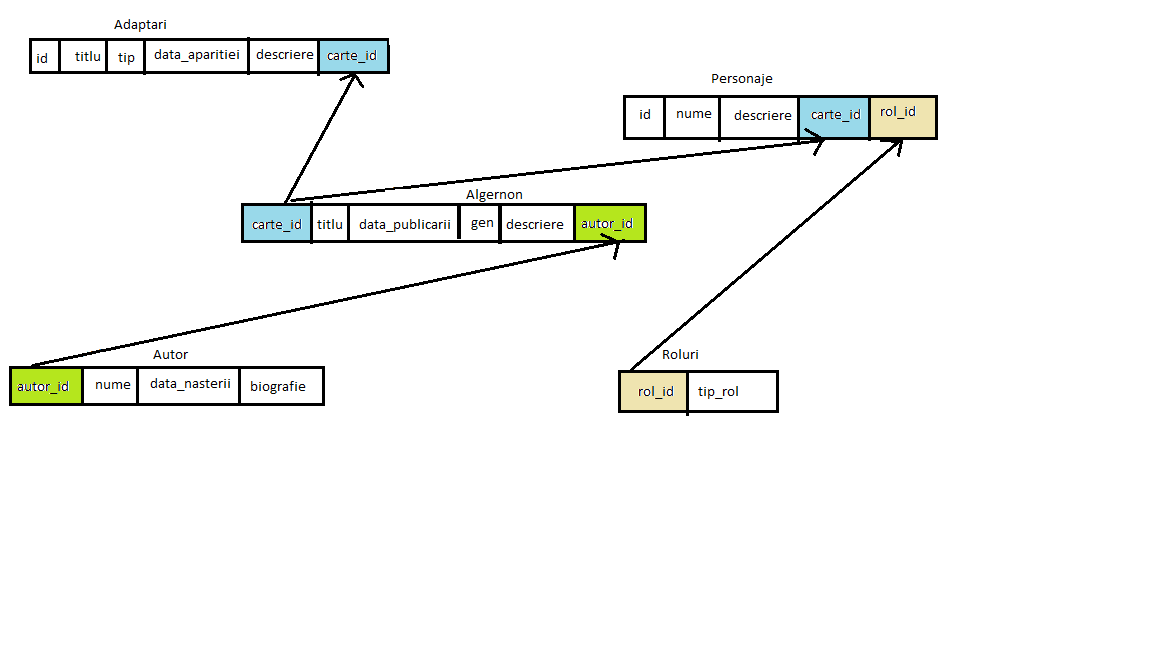 Adaptari
id titlu tip data_aparitiei descriere carte_id
Personaje
id nume descriere carte_id rol_id
Algernon
carte_id titlu data_publicarii gen descriere autor_id
Autor
autor_id nume data_nasterii biografie
Roluri
rol_id tip_rol